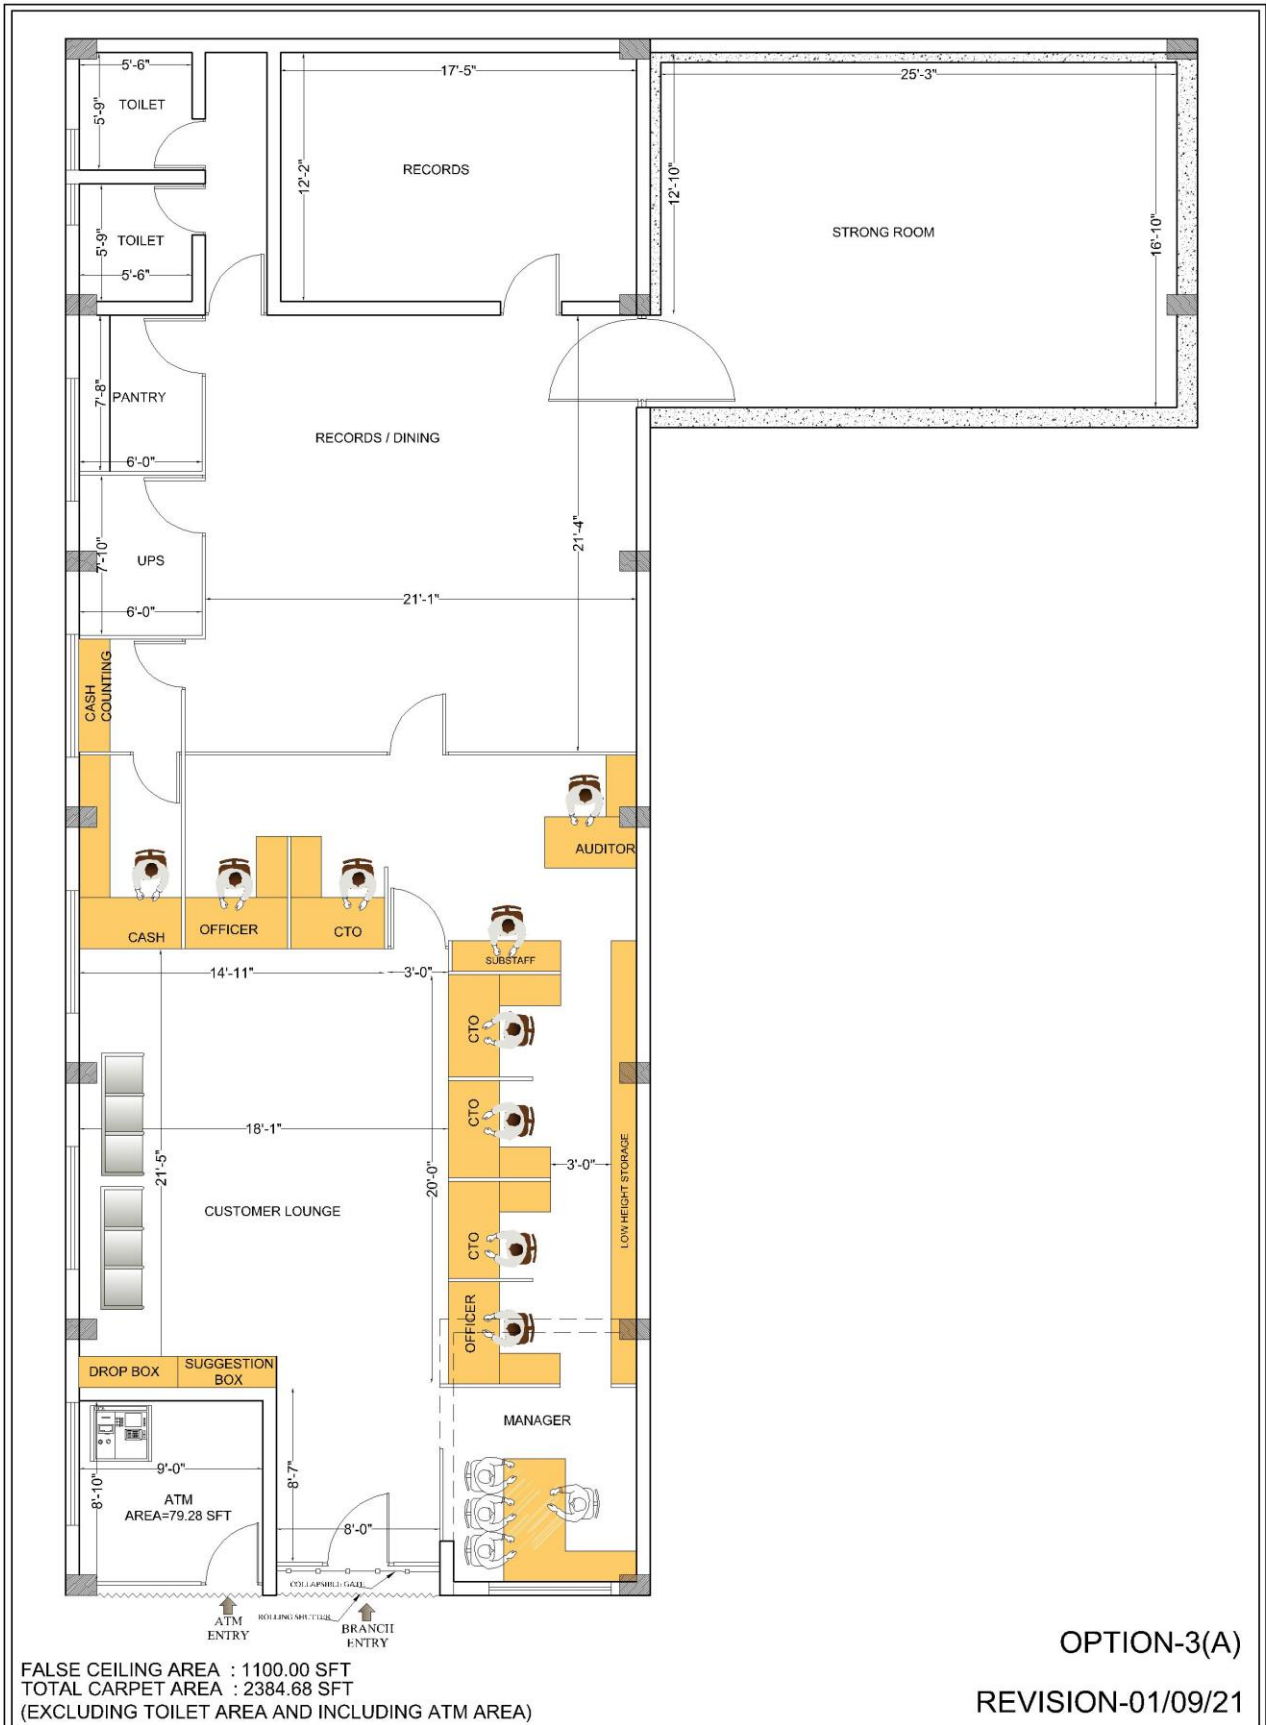 5'-6"
17'-5"
25'-3"
5'-9"
TOILET
12'-2"
RECORDS
12'-10"
STRONG ROOM
16'-10"
5'-9"
TOILET
5'-6"
7'-8"
PANTRY
6'-0"
RECORDS / DINING
21'-4"
7'-10"
UPS
6'-0"
21'-1"
CASH
COUNTING
AUDITOR
CASH
OFFICER
CTO
SUBSTAFF
14'-11"
3'-0"
CTO
CTO
18'-1"
21'-5"
20'-0"
3'-0"
LOW HEIGHT STORAGE
CUSTOMER LOUNGE
CTO
OFFICER
DROP BOX
SUGGESTION
BOX
MANAGER
9'-0"
8'-10"
8'-7"
ATM
AREA=79.28 SFT
8'-0"
COLLAPSIBLE GATE
ROLLING SHUTTER
ATM
ENTRY
BRANCH
ENTRY
OPTION-3(A)
FALSE CEILING AREA : 1100.00 SFT
TOTAL CARPET AREA : 2384.68 SFT
(EXCLUDING TOILET AREA AND INCLUDING ATM AREA)
REVISION-01/09/21